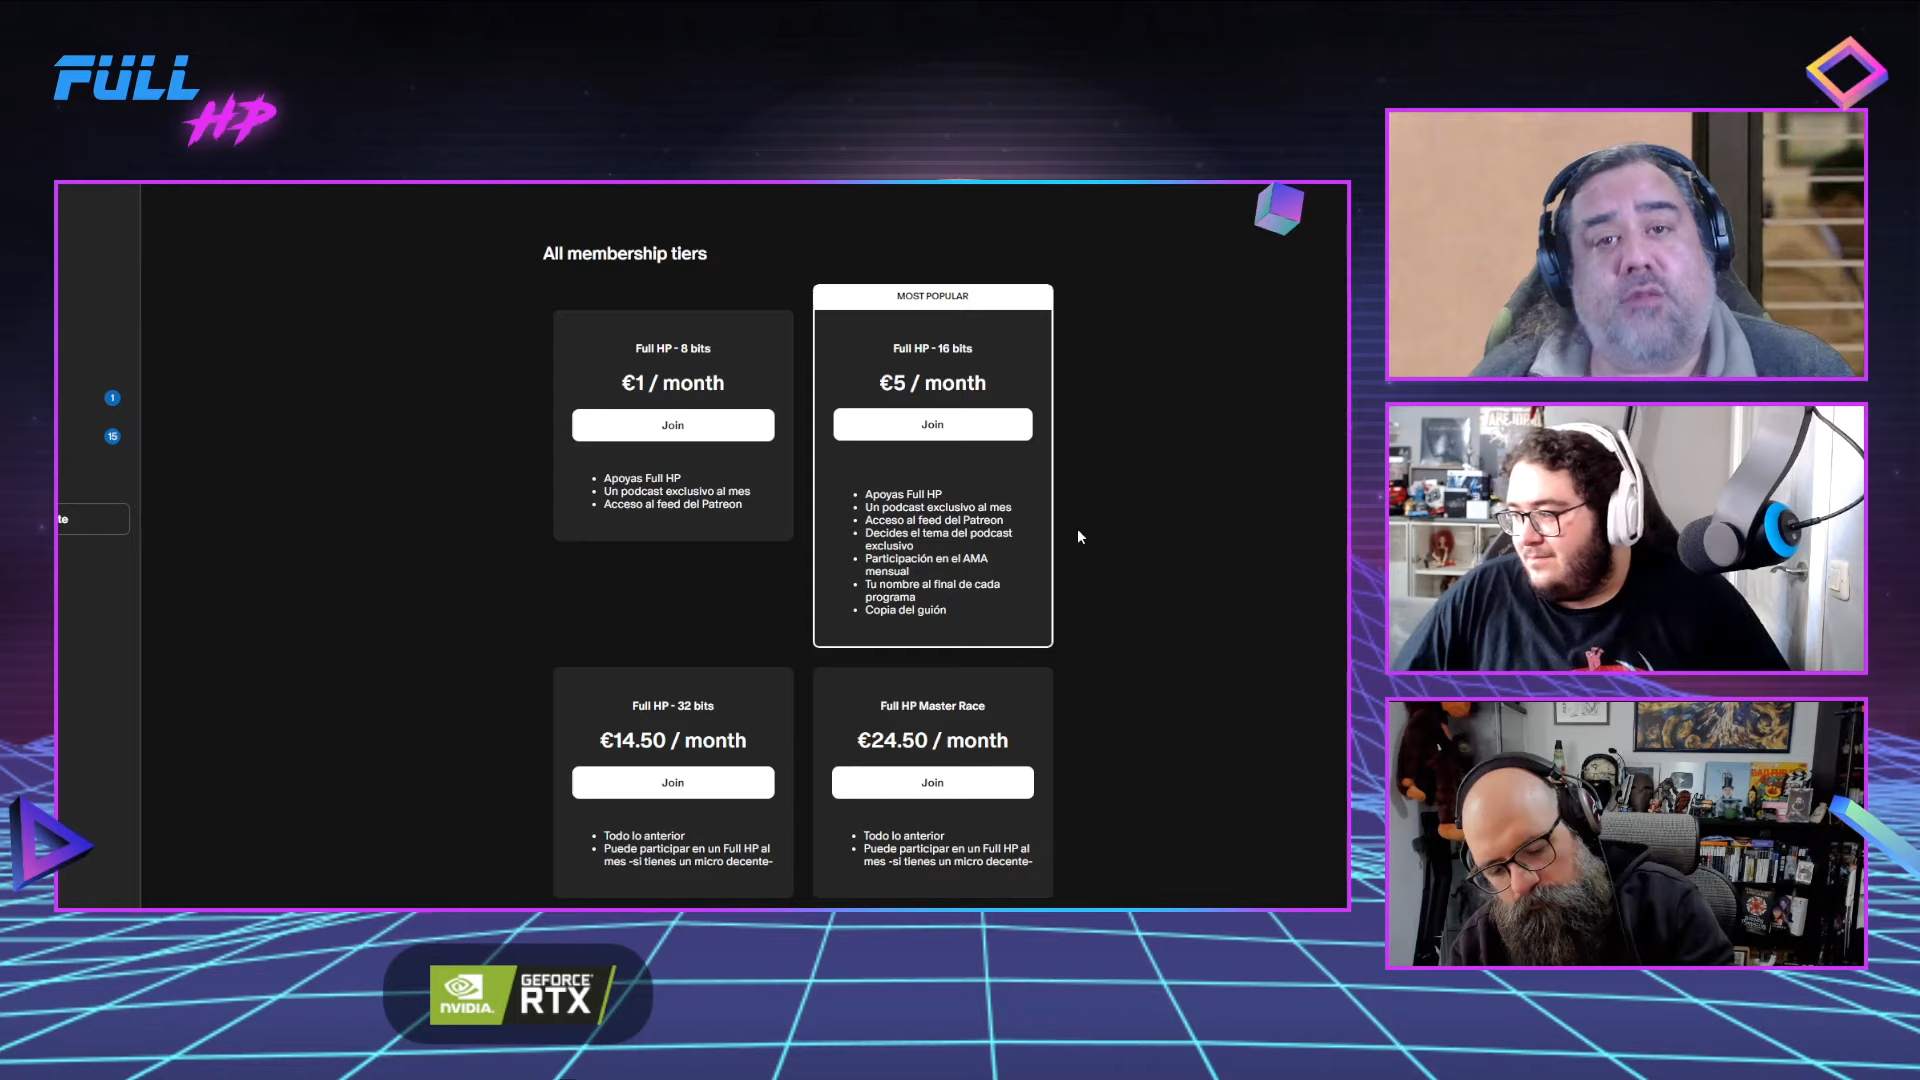 FULL
HP
All membership tiers
MOST POPULAR
Full HP - 8 bits
€1 / month
Join
Apoyas Full HP
Un podcast exclusivo al mes
Acceso al feed del Patreon
Full HP - 16 bits
€5 / month
Join
Apoyas Full HP
Un podcast exclusivo al mes
Acceso al feed del Patreon
Decides el tema del podcast
exclusivo
Participación en el AMA
mensual
Tu nombre al final de cada
programa
Copia del guión
1
15
te
Full HP - 32 bits
€14.50 / month
Join
Todo lo anterior
Puede participar en un Full HP al
mes -si tienes un micro decente-
Full HP Master Race
€24.50 / month
Join
Todo lo anterior
Puede participar en un Full HP al
mes -si tienes un micro decente-
NVIDIA.
GEFORCE
RTX